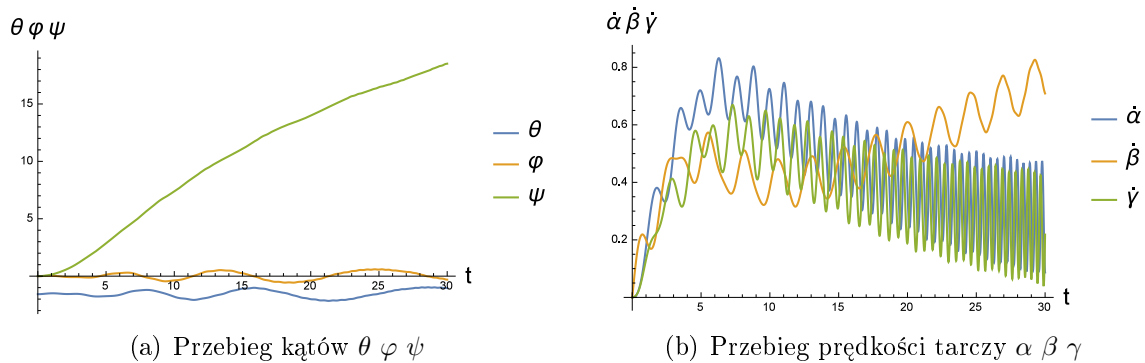 θ φ ψ
15
10
5
5 10 15 20 25 30 t
θ
φ
ψ
(a) Przebieg kątów θ φ ψ
α̇ β̇ γ̇
0.8
0.6
0.4
0.2
0 5 10 15 20 25 30 t
α̇
β̇
γ̇
(b) Przebieg prędkości tarczy α β γ